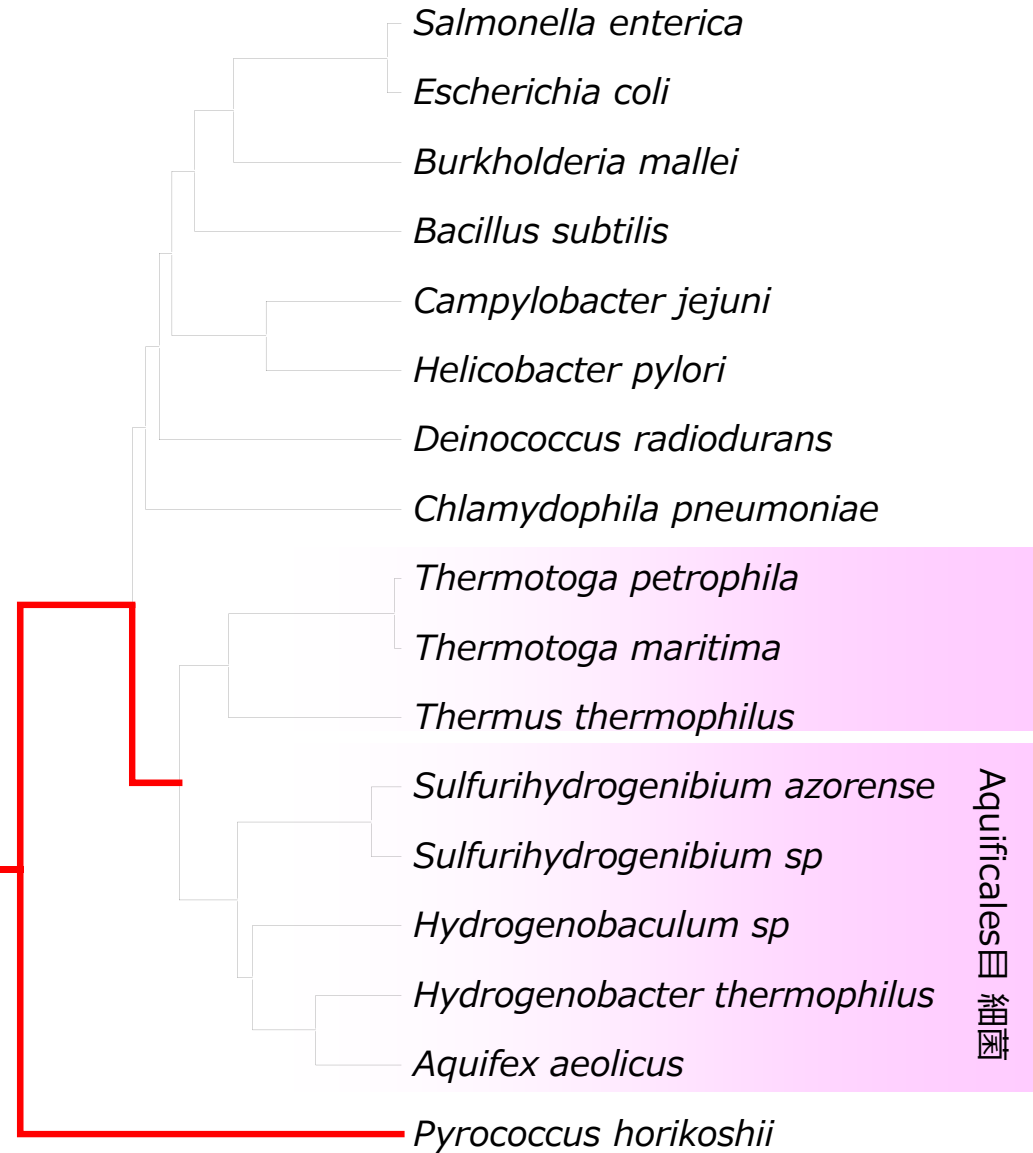 Salmonella enterica
Escherichia coli
Burkholderia mallei
Bacillus subtilis
Campylobacter jejuni
Helicobacter pylori
Deinococcus radiodurans
Chlamydophila pneumoniae
Thermotoga petrophila
Thermotoga maritima
Thermus thermophilus
Sulfurihydrogenibium azorense
Sulfurihydrogenibium sp
Hydrogenobaculum sp
Hydrogenobacter thermophilus
Aquifex aeolicus
Aquificales目 細菌
Pyrococcus horikoshii